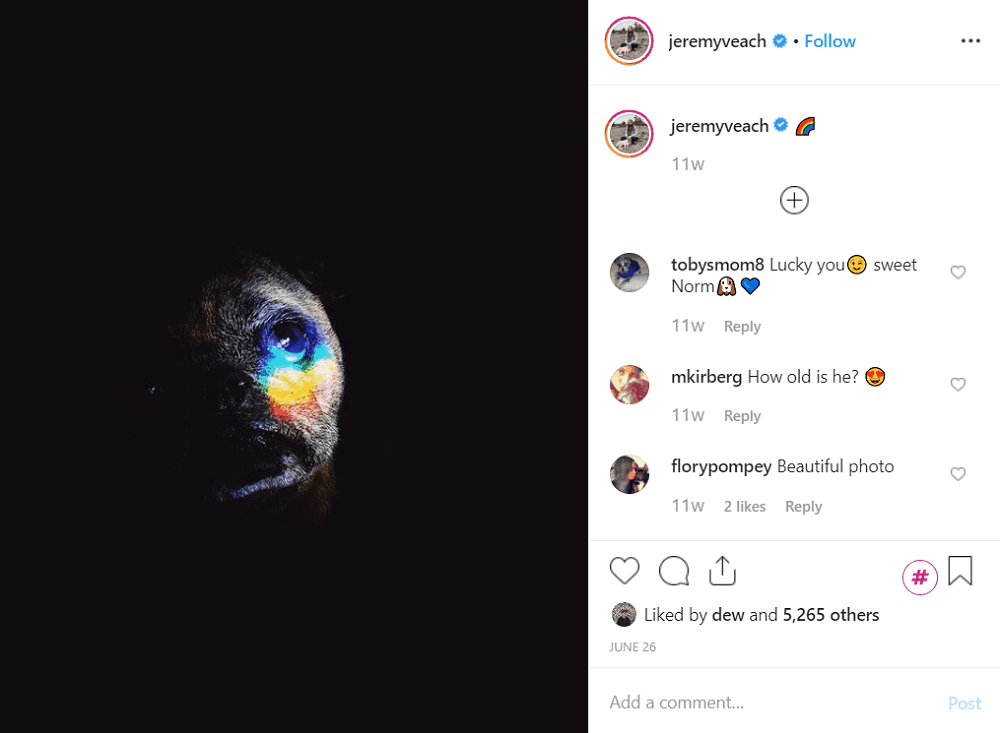 jeremyveach • Follow
jeremyveach 🌈
11w
tobysmom8 Lucky you😉 sweet
Norm🐶💙
11w Reply
mkirberg How old is he? 😍
11w Reply
florypompey Beautiful photo
11w 2 likes Reply
#
Liked by dew and 5,265 others
JUNE 26
Add a comment... Post